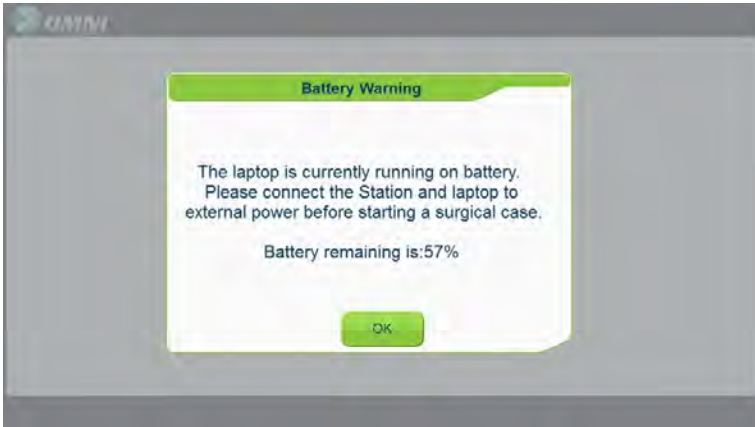 OMNI
Battery Warning
The laptop is currently running on battery.
Please connect the Station and laptop to
external power before starting a surgical case.
Battery remaining is:57%
OK